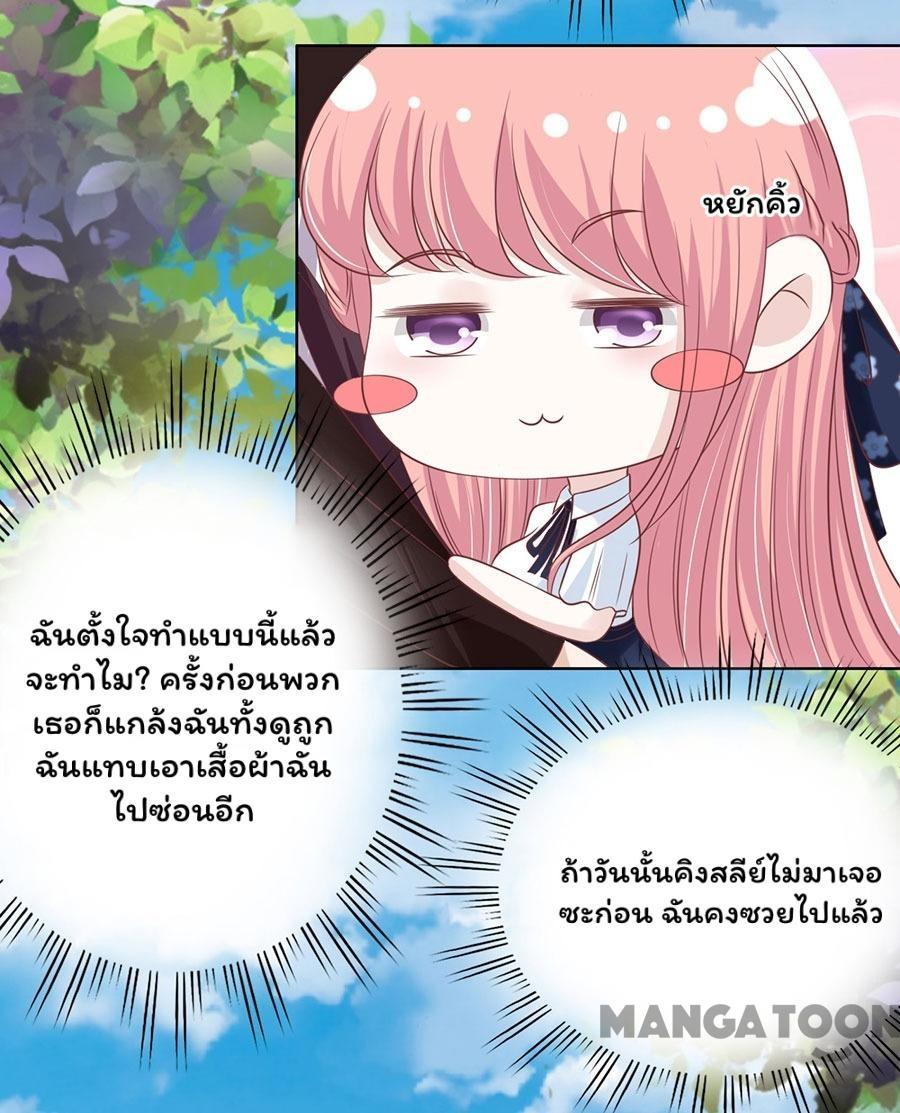 หยักคิ้ว
ฉันตั้งใจทำแบบนี้แล้ว
จะทำไม? ครั้งก่อนพวก
เธอก็แกล้งฉันทั้งดูถูก
ฉันแทบเอาเสื้อผ้าฉัน
ไปซ่อนอีก
ถ้าวันนั้นคิงสลีย์ไม่มาเจอ
ซะก่อน ฉันคงซวยไปแล้ว
MANGATOON